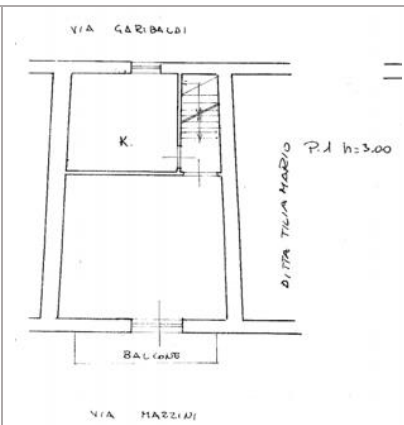 VIA GARIBALDI
K.
P.1 h=3.00
DITTA TILIA MARIO
BALCONE
VIA MAZZINI